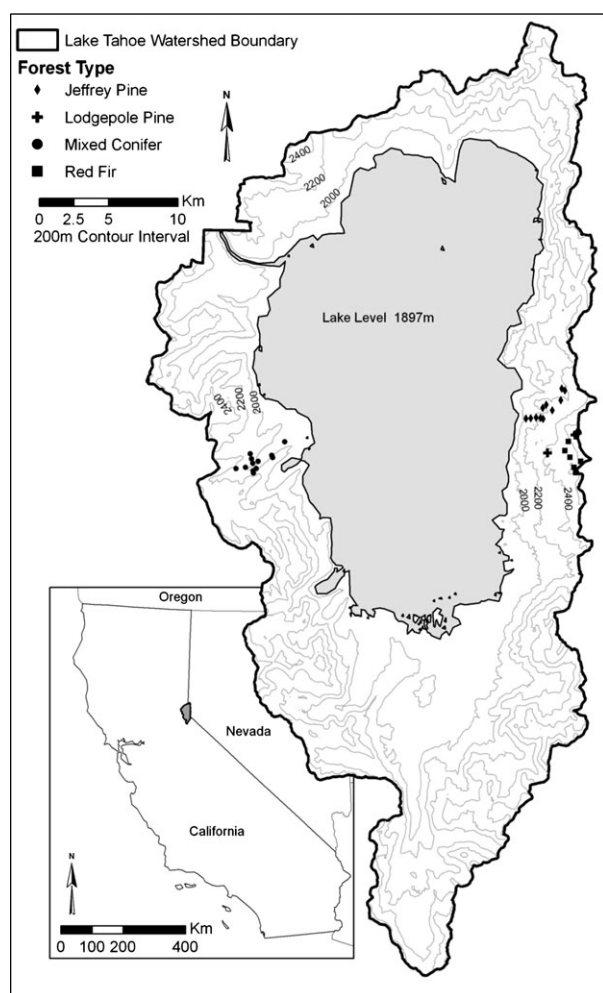 Lake Tahoe Watershed Boundary
Forest Type
Jeffrey Pine
Lodgepole Pine
Mixed Conifer
Red Fir
Km
0 2.5 5 10
200m Contour Interval
N
2400
2200
2000
Lake Level 1897m
2400
2200
2000
2000
2200
2400
Oregon
Nevada
California
N
Km
0 100 200 400